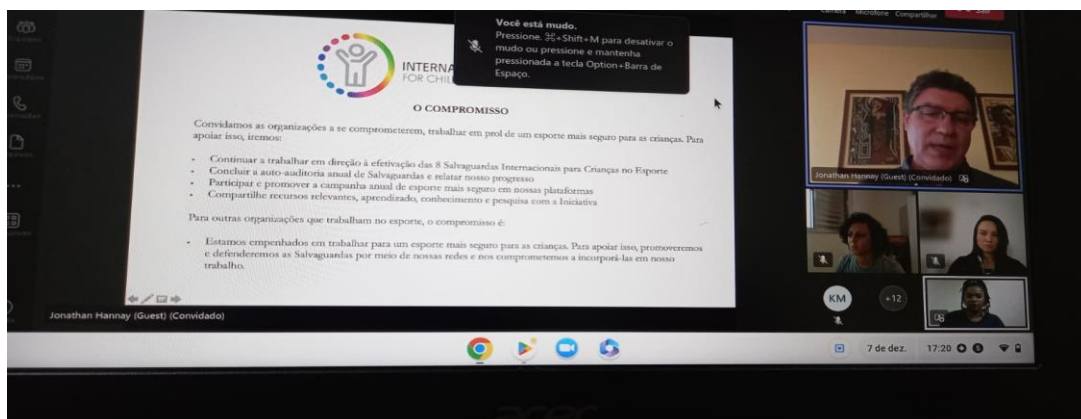 Câmera Microfone Compartilhar
Você está mudo.
Pressione. ⌘+Shift+M para desativar o
mudo ou pressione e mantenha
pressionada a tecla Option+Barra de
Espaço.
INTERNA
FOR CHIL
O COMPROMISSO
Convidamos as organizações a se comprometerem, trabalhar em prol de um esporte mais seguro para as crianças. Para
apoiar isso, iremos:
- Continuar a trabalhar em direção à efetivação das 8 Salvaguardas Internacionais para Crianças no Esporte
- Concluir a auto-auditoria anual de Salvaguardas e relatar nosso progresso
- Participar e promover a campanha anual de esporte mais seguro em nossas plataformas
- Compartilhe recursos relevantes, aprendizado, conhecimento e pesquisa com a Iniciativa
Para outras organizações que trabalham no esporte, o compromisso é:
- Estamos empenhados em trabalhar para um esporte mais seguro para as crianças. Para apoiar isso, promoveremos
e defenderemos as Salvaguardas por meio de nossas redes e nos comprometemos a incorporá-las em nosso
trabalho.
Jonathan Hannay (Guest) (Convidado)
Jonathan Hannay (Guest) (Convidado)
KM
+12
7 de dez. 17:20
acer